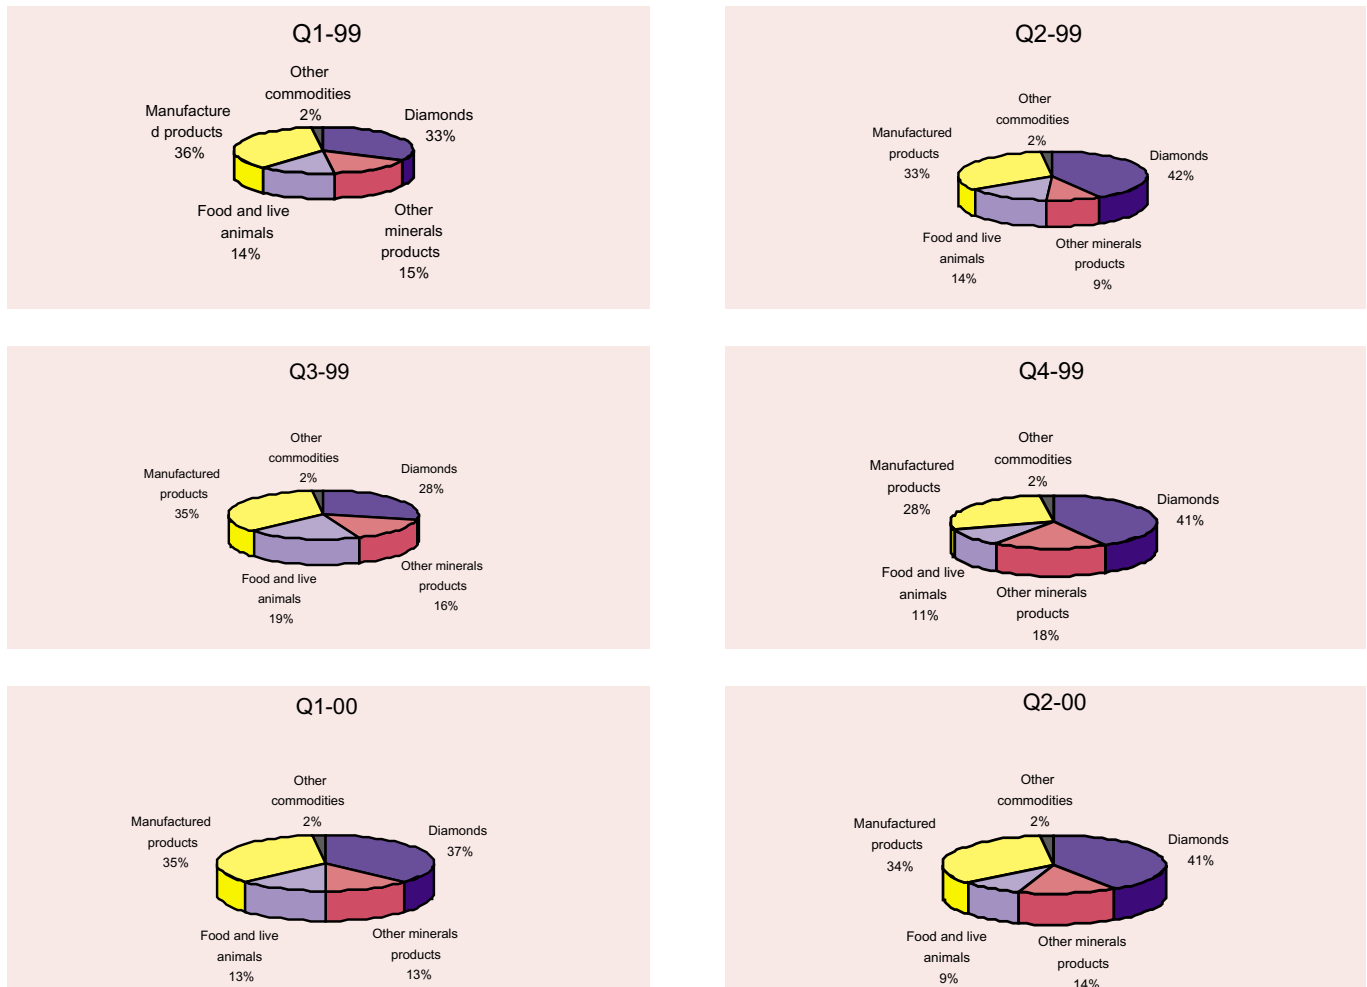 Q1-99
Other
commodities
2%
Manufacture
d products
36%
Diamonds
33%
Food and live
animals
14%
Other
minerals
products
15%
Q2-99
Other
commodities
2%
Manufactured
products
33%
Diamonds
42%
Food and live
animals
14%
Other minerals
products
9%
Q3-99
Other
commodities
2%
Manufactured
products
35%
Diamonds
28%
Food and live
animals
19%
Other minerals
products
16%
Q4-99
Other
commodities
2%
Manufactured
products
28%
Diamonds
41%
Food and live
animals
11%
Other minerals
products
18%
Q1-00
Other
commodities
2%
Manufactured
products
35%
Diamonds
37%
Food and live
animals
13%
Other minerals
products
13%
Q2-00
Other
commodities
2%
Manufactured
products
34%
Diamonds
41%
Food and live
animals
9%
Other minerals
products
14%